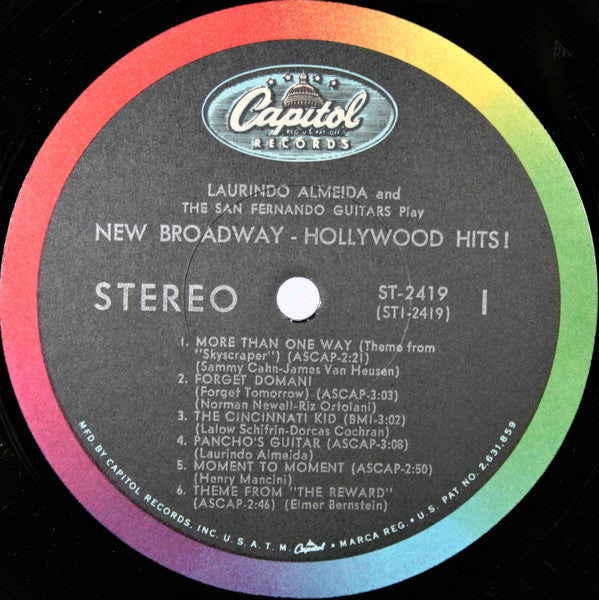 Capitol
REG. U.S. PAT. OFF.
RECORDS
LAURINDO ALMEIDA and
THE SAN FERNANDO GUITARS Play
NEW BROADWAY - HOLLYWOOD HITS!
STEREO
ST-2419
(ST1-2419)
1
1. MORE THAN ONE WAY (Theme from
"Skyscraper") (ASCAP-2:21)
(Sammy Cahn-James Van Heusen)
2. FORGET DOMANI
(Forget Tomorrow) (ASCAP-3:03)
(Norman Newell-Riz Ortolani)
3. THE CINCINNATI KID (BMI-3:02)
(Lalow Schifrin-Dorcas Cochran)
4. PANCHO'S GUITAR (ASCAP-3:08)
(Laurindo Almeida)
5. MOMENT TO MOMENT (ASCAP-2:50)
(Henry Mancini)
6. THEME FROM "THE REWARD"
(ASCAP-2:46) (Elmer Bernstein)
MFD. BY CAPITOL RECORDS, INC. U.S.A. T.M. Capitol • MARCA REG. • U.S. PAT. NO. 2,631,859